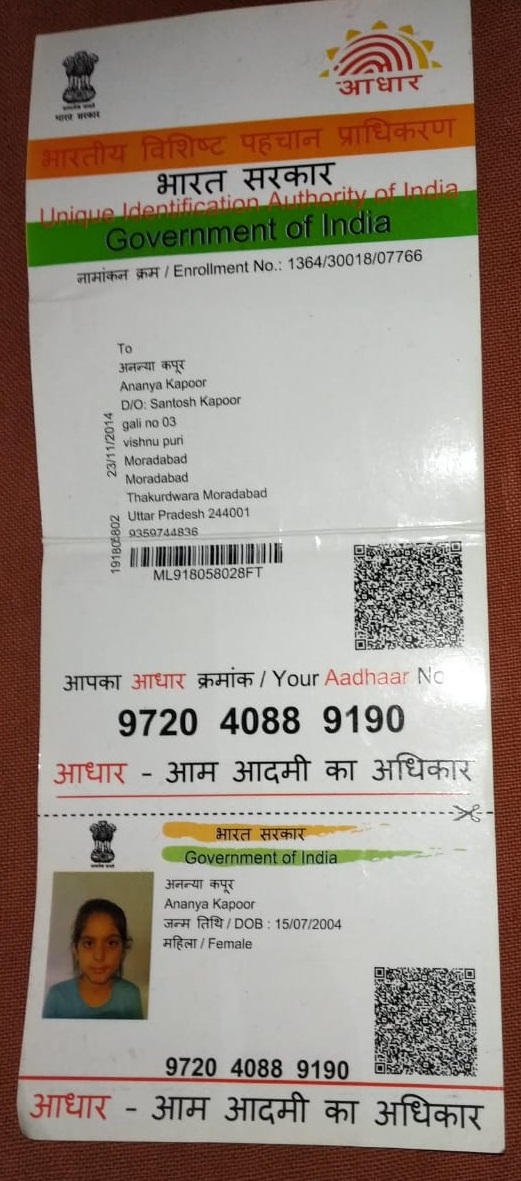 भारत सरकार
आधार
भारतीय विशिष्ट पहचान प्राधिकरण
भारत सरकार
Unique Identification Authority of India
Government of India
नामांकन क्रम / Enrollment No.: 1364/30018/07766
To
अनन्या कपूर
Ananya Kapoor
D/O: Santosh Kapoor
gali no 03
vishnu puri
Moradabad
Moradabad
Thakurdwara Moradabad
Uttar Pradesh 244001
9359744836
23/11/2014
ML918058028FT
आपका आधार क्रमांक / Your Aadhaar No
9720 4088 9190
आधार - आम आदमी का अधिकार
भारत सरकार
Government of India
अनन्या कपूर
Ananya Kapoor
जन्म तिथि / DOB : 15/07/2004
महिला / Female
9720 4088 9190
आधार - आम आदमी का अधिकार